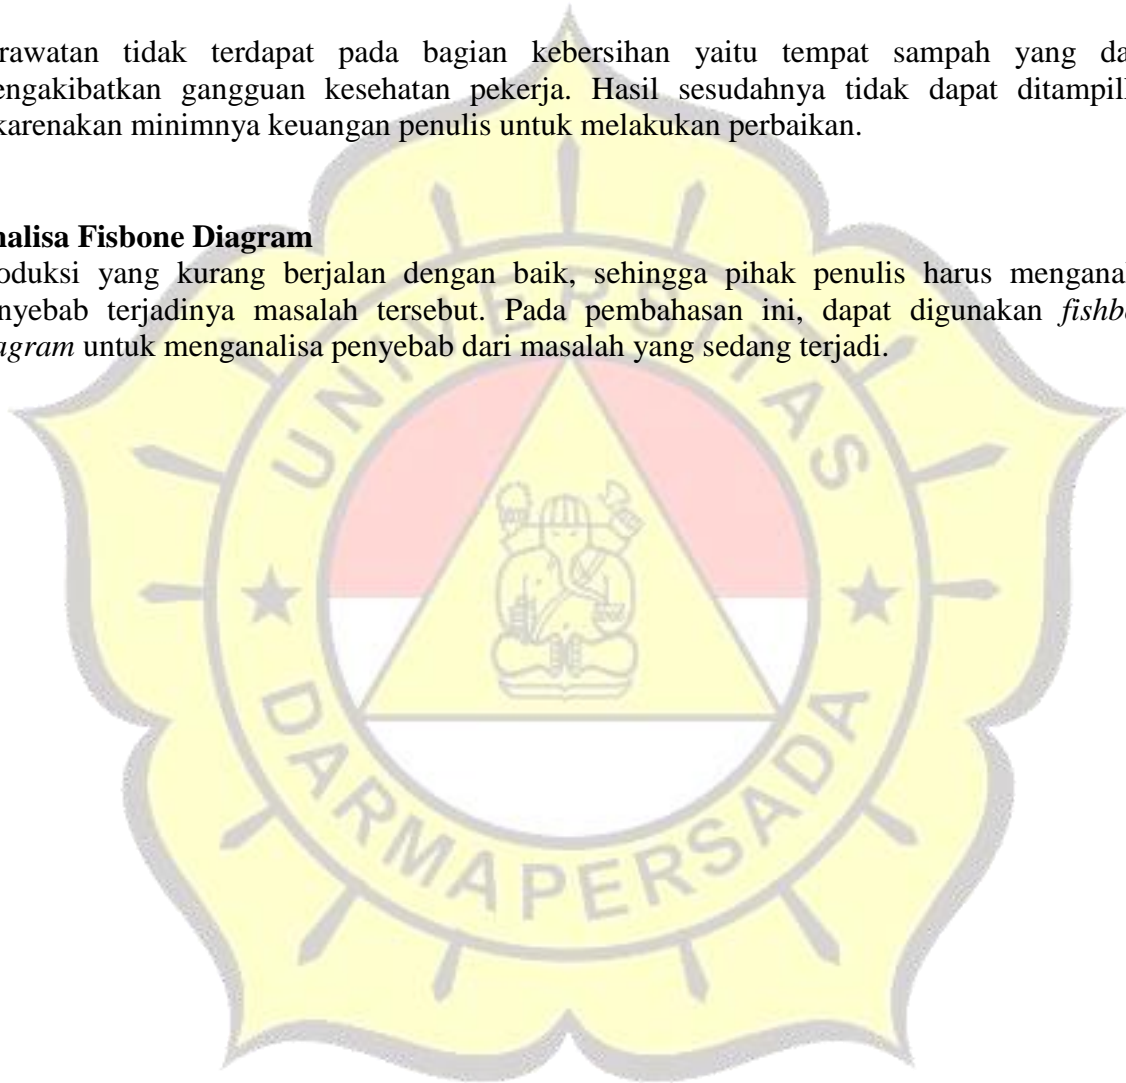 rawatan tidak terdapat pada bagian kebersihan yaitu tempat sampah yang da
engakibatkan gangguan kesehatan pekerja. Hasil sesudahnya tidak dapat ditampill
karenakan minimnya keuangan penulis untuk melakukan perbaikan.
nalisa Fisbone Diagram
oduksi yang kurang berjalan dengan baik, sehingga pihak penulis harus menganal
nyebab terjadinya masalah tersebut. Pada pembahasan ini, dapat digunakan fishb
agram untuk menganalisa penyebab dari masalah yang sedang terjadi.
UNIVERSITAS
DARMA PERSADA